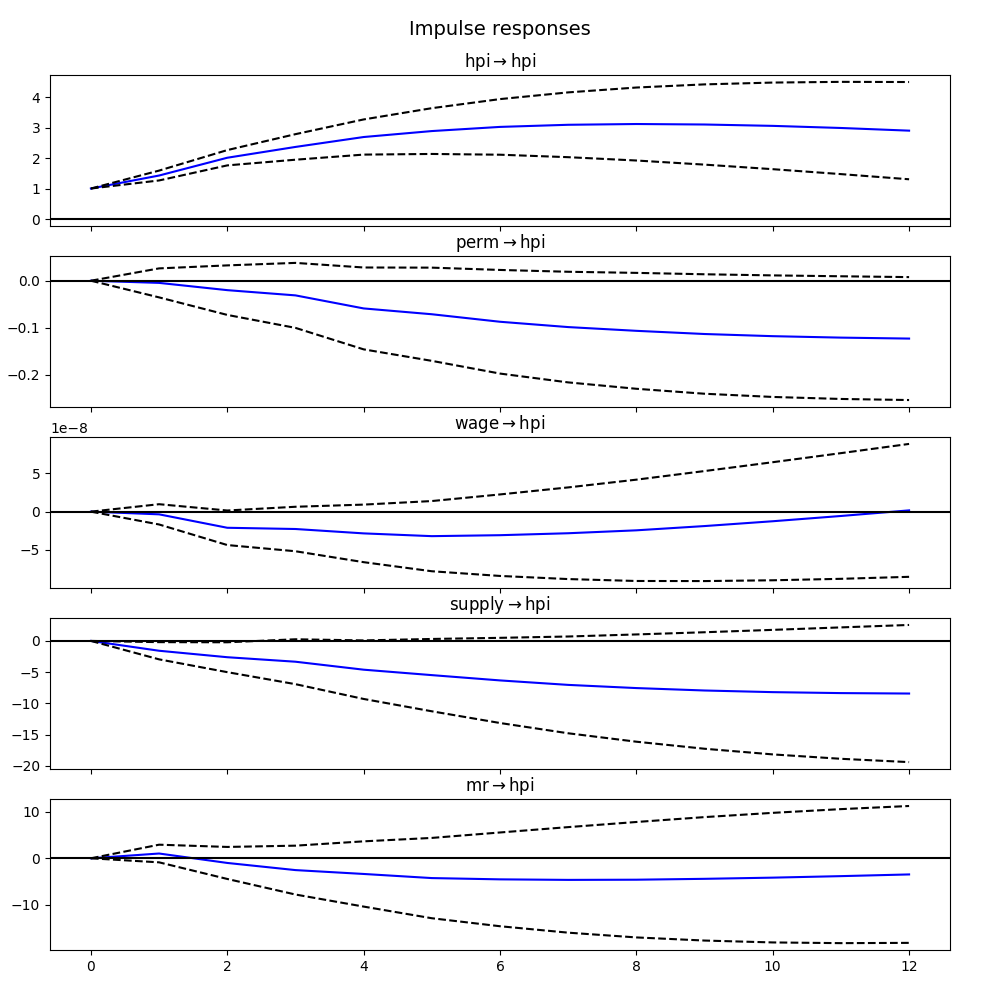 Impulse responses
hpi → hpi
4
3
2
1
0
perm → hpi
0.0
−0.1
−0.2
1e−8
wage → hpi
5
0
−5
supply → hpi
0
−5
−10
−15
−20
mr → hpi
10
0
−10
0 2 4 6 8 10 12